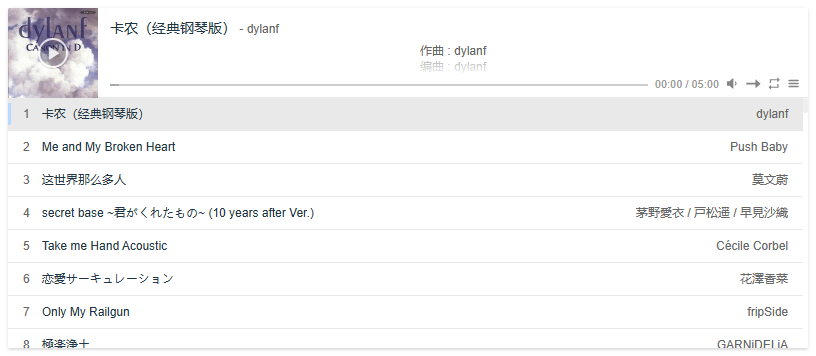 dylanf
CANON IN D
卡农（经典钢琴版） - dylanf
作曲 : dylanf
编曲 : dylanf
00:00 / 05:00
1 卡农（经典钢琴版） dylanf
2 Me and My Broken Heart Push Baby
3 这世界那么多人 莫文蔚
4 secret base ~君がくれたもの~ (10 years after Ver.) 茅野愛衣 / 戸松遥 / 早見沙織
5 Take me Hand Acoustic Cécile Corbel
6 恋愛サーキュレーション 花澤香菜
7 Only My Railgun fripSide
8 極楽浄土 GARNiDELiA